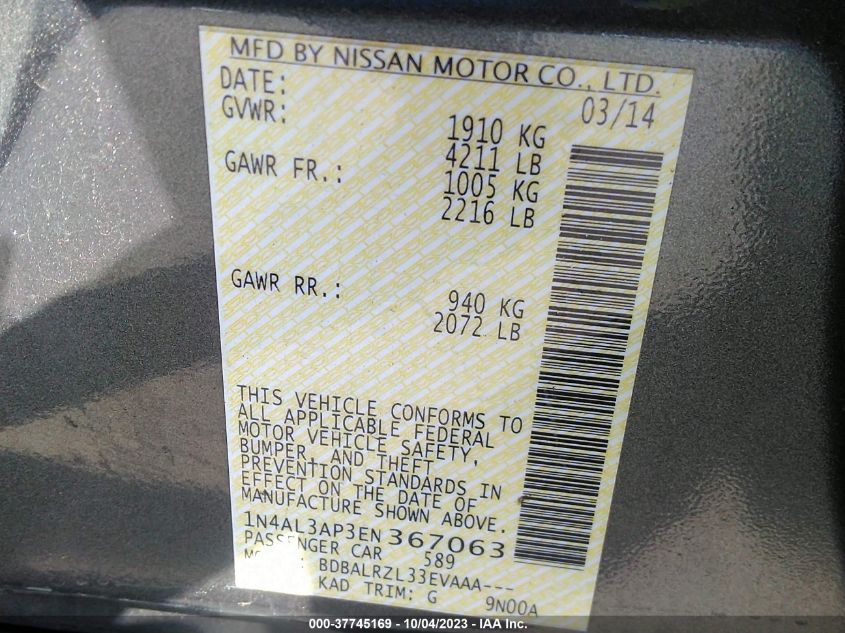 MFD BY NISSAN MOTOR CO., LTD.
DATE: 03/14
GVWR: 1910 KG
4211 LB
GAWR FR.: 1005 KG
2216 LB
GAWR RR.: 940 KG
2072 LB
THIS VEHICLE CONFORMS TO
ALL APPLICABLE FEDERAL
MOTOR VEHICLE SAFETY,
BUMPER, AND THEFT
PREVENTION STANDARDS IN
EFFECT ON THE DATE OF
MANUFACTURE SHOWN ABOVE.
1N4AL3AP3EN 367063
PASSENGER CAR 589
BDBALRZL33EVAAA---
KAD TRIM: G 9N00A
000-37745169 - 10/04/2023 - IAA Inc.